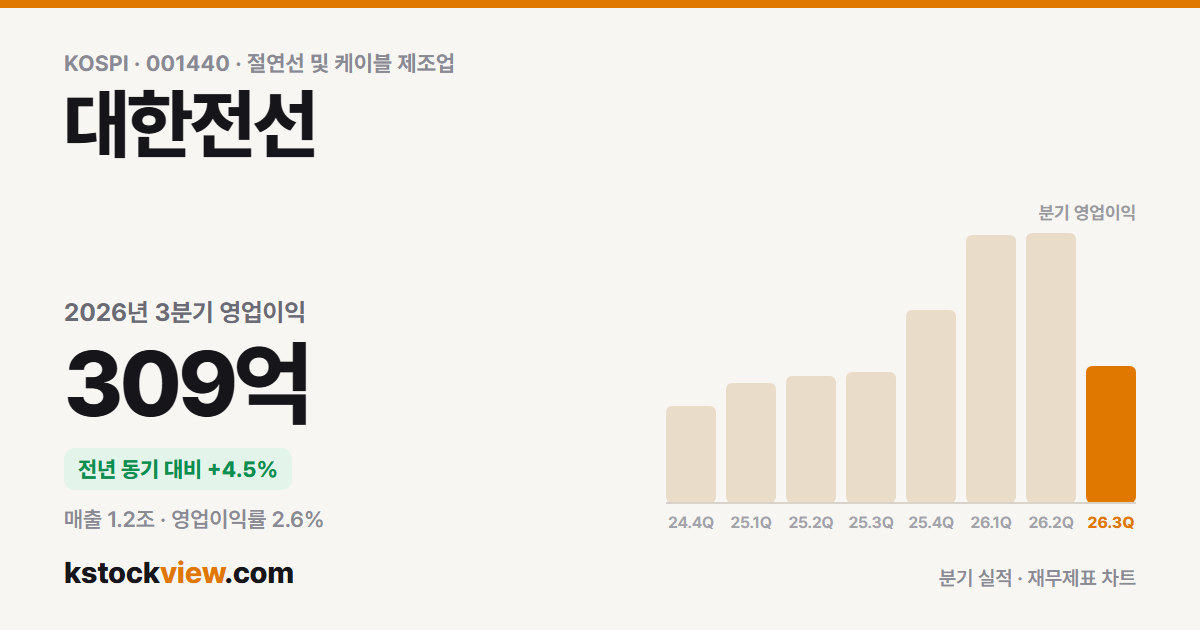 KOSPI · 001440 · 절연선 및 케이블 제조업
대한전선
분기 영업이익
2026년 3분기 영업이익
309억
전년 동기 대비 +4.5%
매출 1.2조 · 영업이익률 2.6%
24.4Q 25.1Q 25.2Q 25.3Q 25.4Q 26.1Q 26.2Q 26.3Q
kstockview.com
분기 실적 · 재무제표 차트